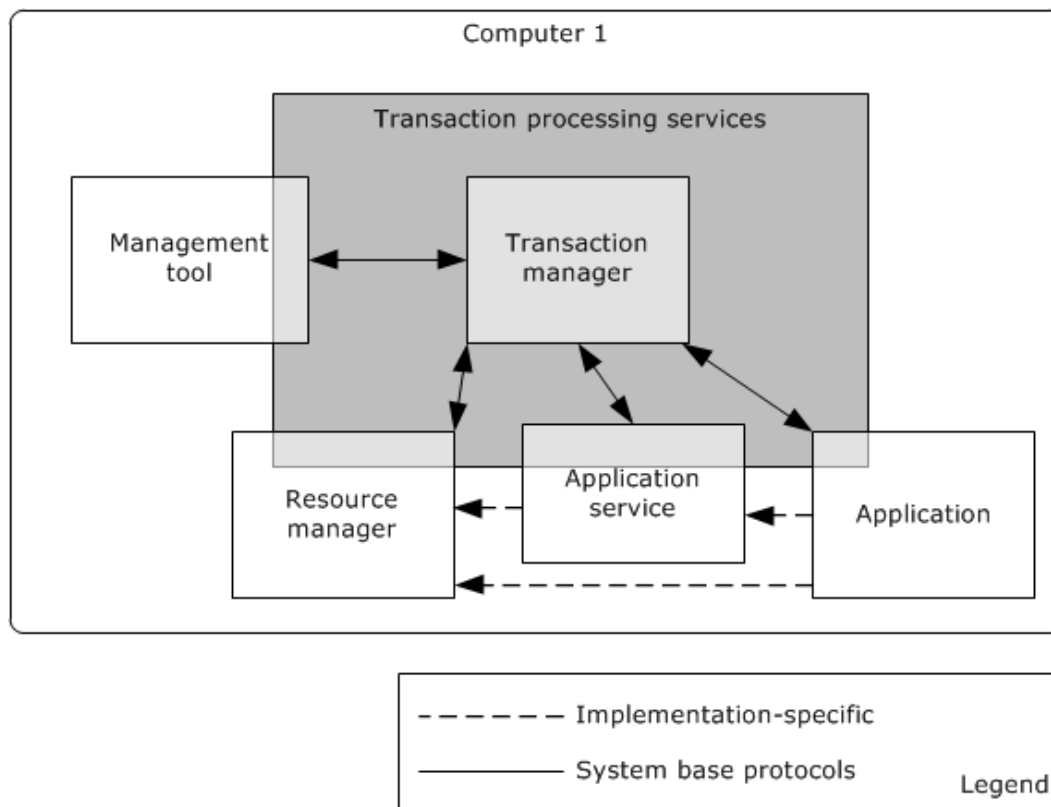 Computer 1
Transaction processing services
Management
tool
Transaction
manager
Resource
manager
Application
service
Application
Implementation-specific
System base protocols
Legend